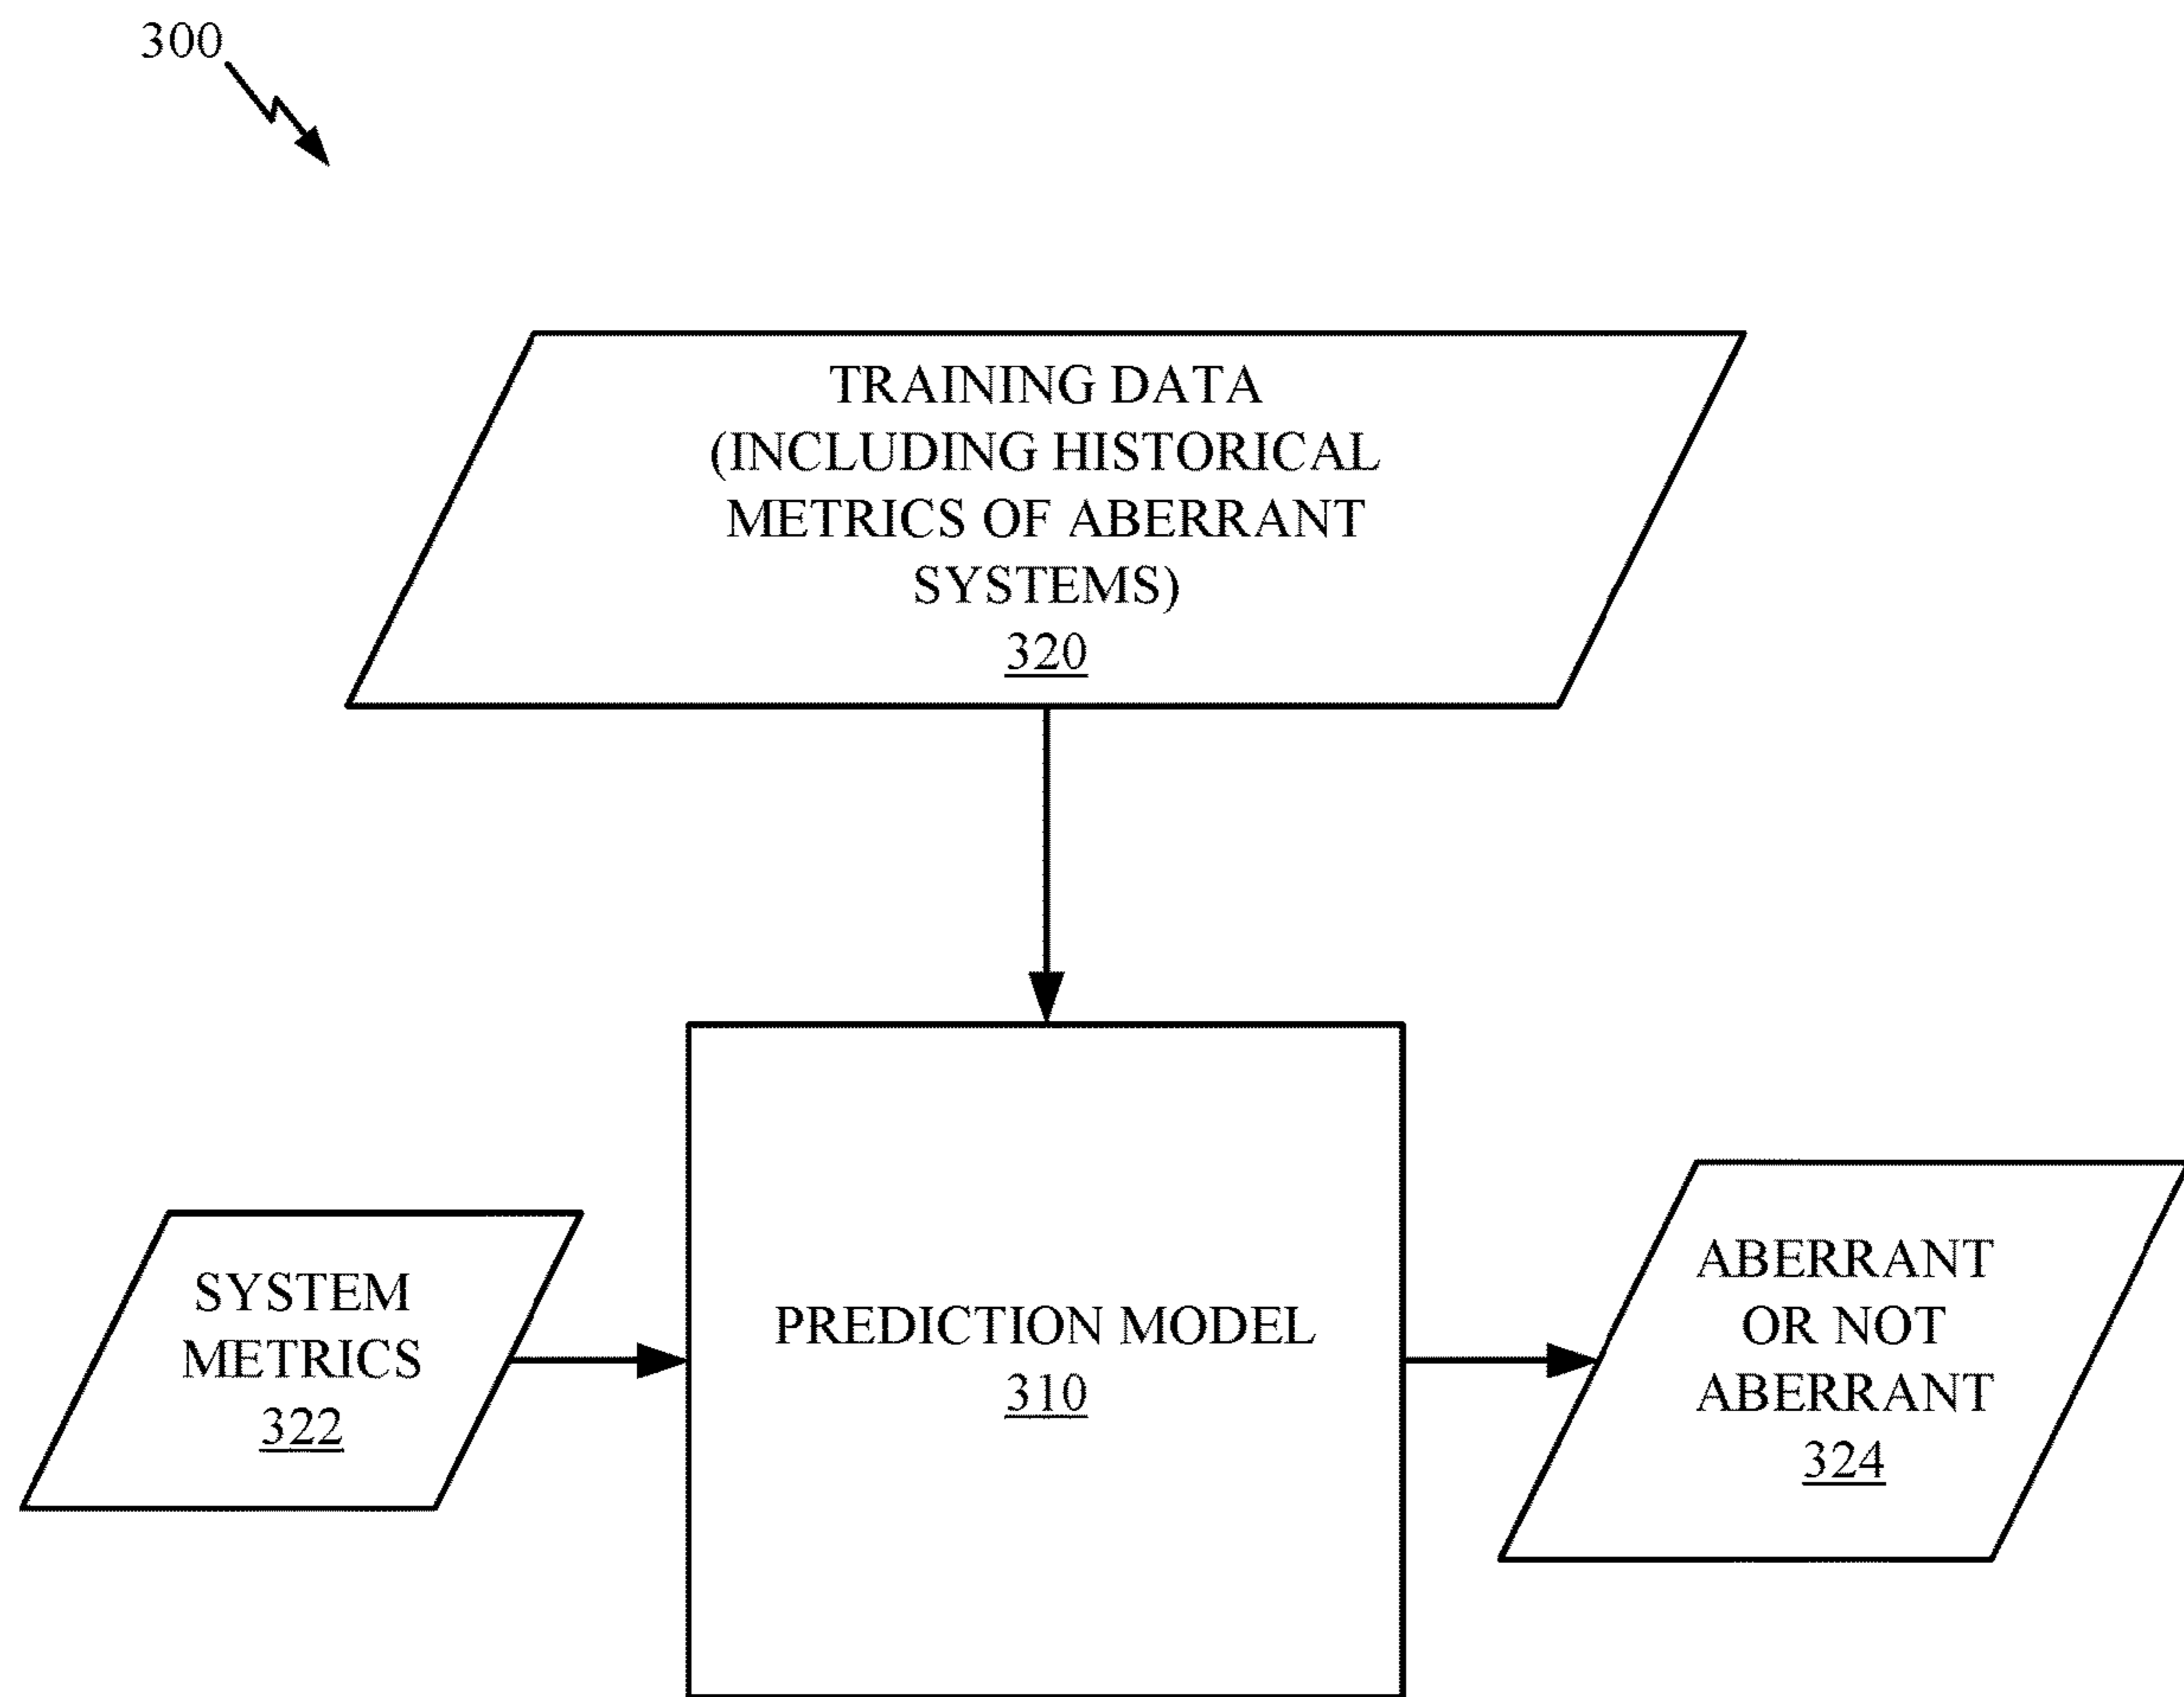 300
TRAINING DATA
(INCLUDING HISTORICAL
METRICS OF ABERRANT
SYSTEMS)
320
SYSTEM
METRICS
322
PREDICTION MODEL
310
ABERRANT
OR NOT
ABERRANT
324